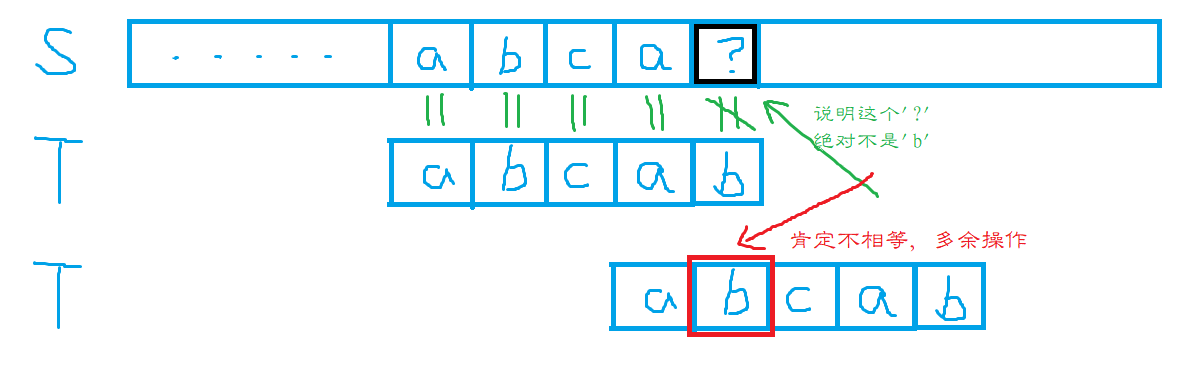 S ..... a b c a ?
说明这个'?'
绝对不是'b'
T a b c a b
肯定不相等，多余操作
T a b c a b